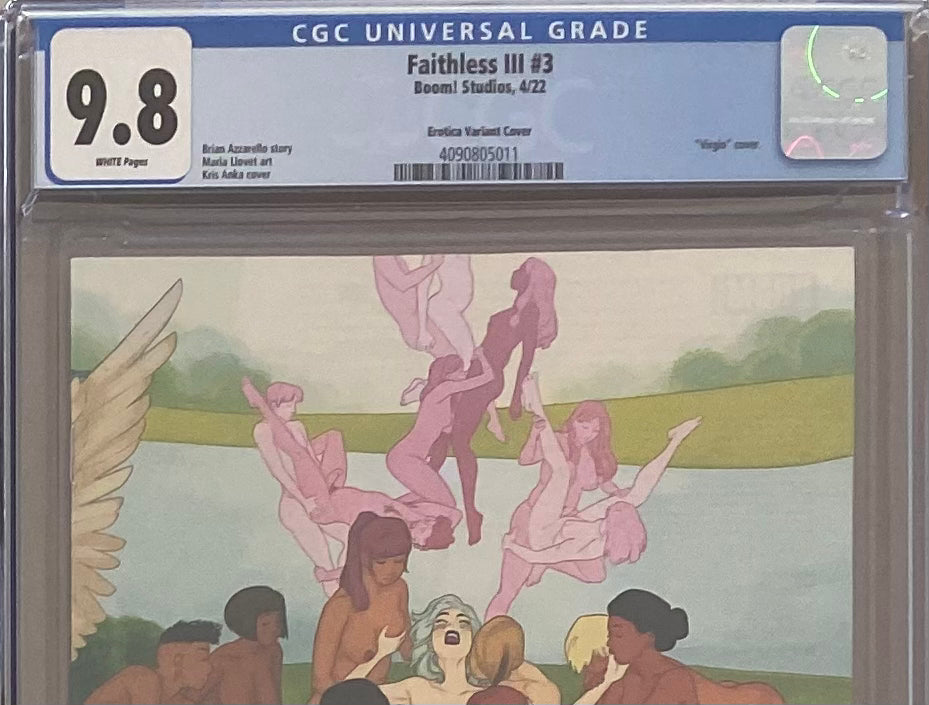 CGC UNIVERSAL GRADE
9.8
WHITE Pages
Faithless III #3
Boom! Studios, 4/22
Erotica Variant Cover
4090805011
Brian Azzarello story
Maria Llovet art
Kris Anka cover
"Virgin" cover.